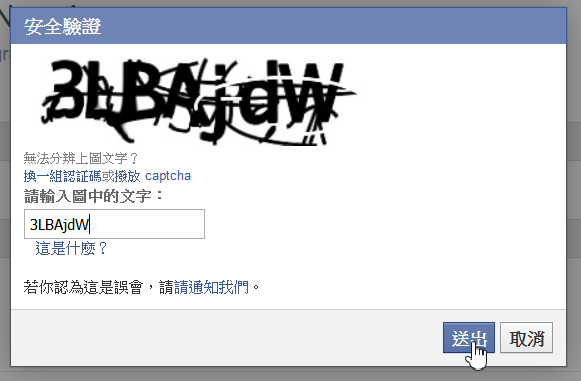 安全驗證
3LBAjdW
無法分辨上圖文字？
換一組認証碼或撥放 captcha
請輸入圖中的文字：
3LBAjdW
這是什麼？
若你認為這是誤會，請請通知我們。
送出 取消